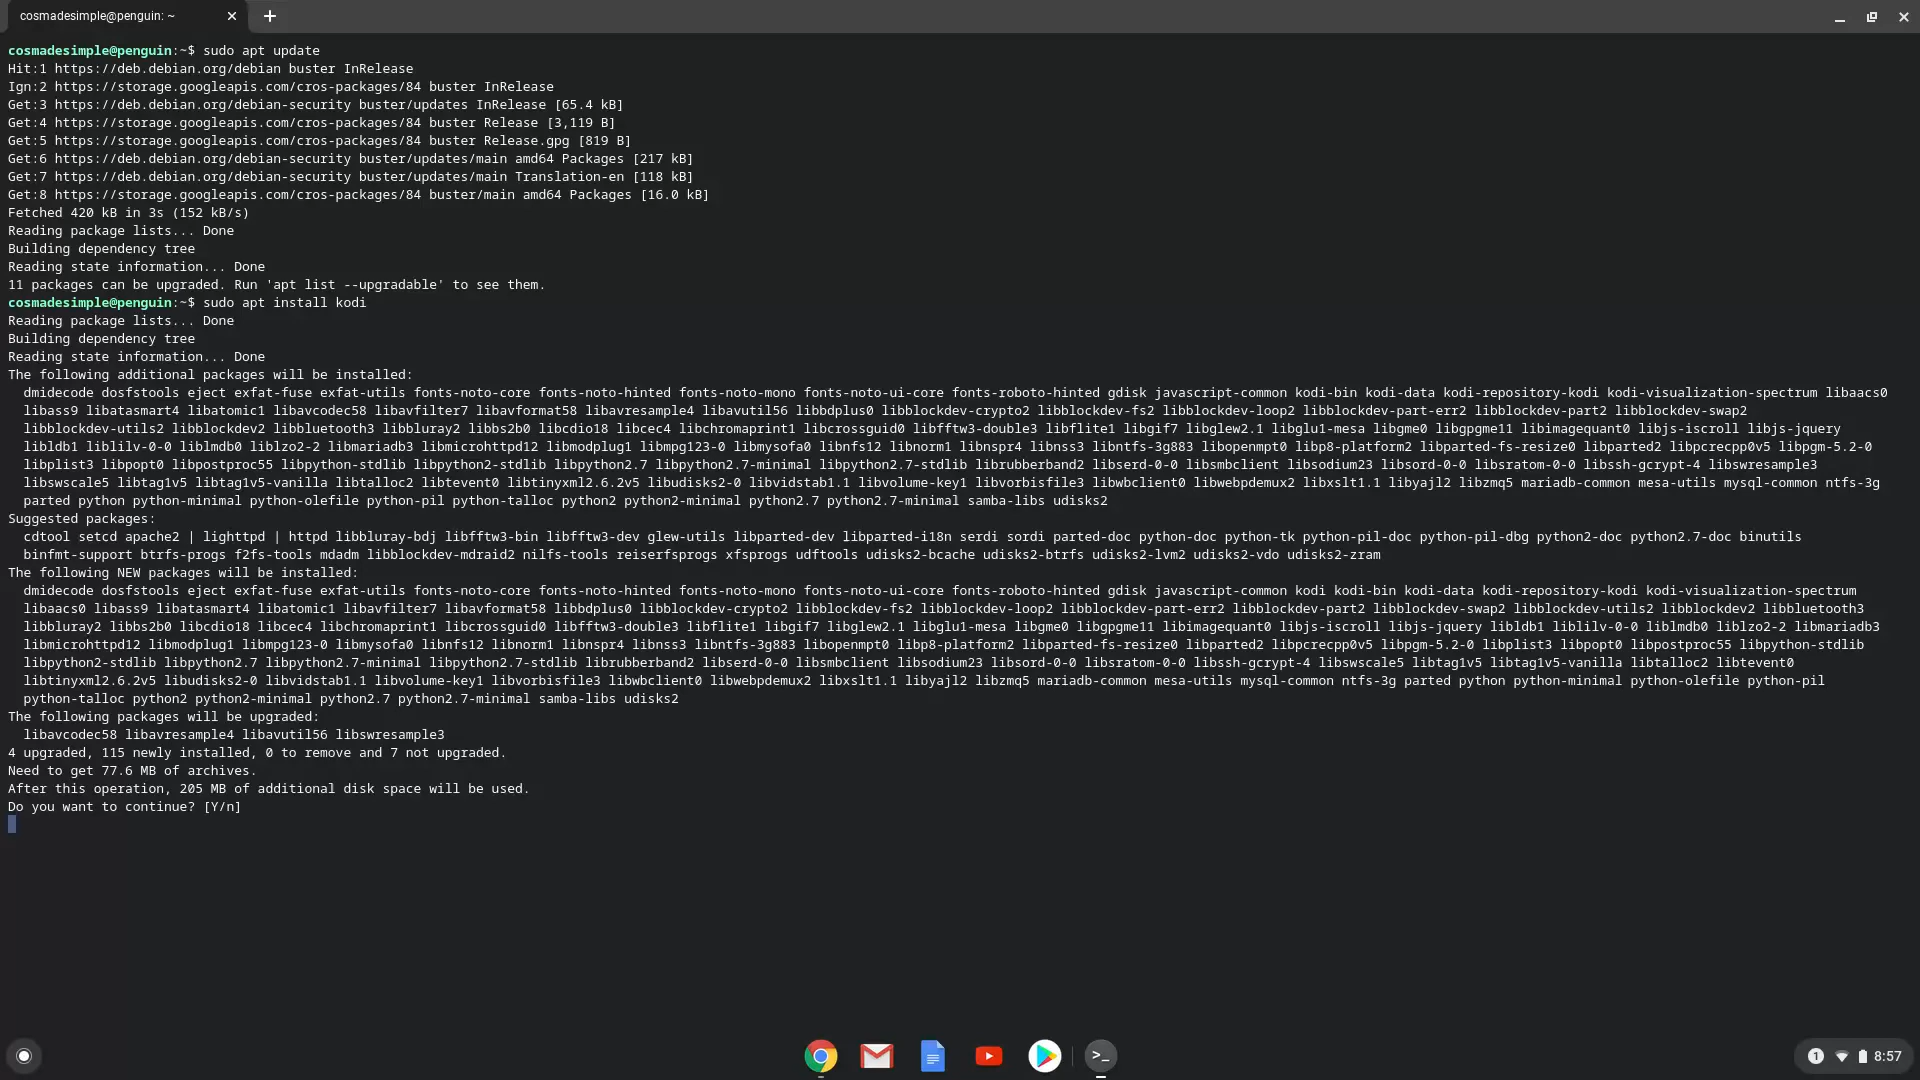 cosmadesimple@penguin: ~
cosmadesimple@penguin:~$ sudo apt update
Hit:1 https://deb.debian.org/debian buster InRelease
Ign:2 https://storage.googleapis.com/cros-packages/84 buster InRelease
Get:3 https://deb.debian.org/debian-security buster/updates InRelease [65.4 kB]
Get:4 https://storage.googleapis.com/cros-packages/84 buster Release [3,119 B]
Get:5 https://storage.googleapis.com/cros-packages/84 buster Release.gpg [819 B]
Get:6 https://deb.debian.org/debian-security buster/updates/main amd64 Packages [217 kB]
Get:7 https://deb.debian.org/debian-security buster/updates/main Translation-en [118 kB]
Get:8 https://storage.googleapis.com/cros-packages/84 buster/main amd64 Packages [16.0 kB]
Fetched 420 kB in 3s (152 kB/s)
Reading package lists... Done
Building dependency tree
Reading state information... Done
11 packages can be upgraded. Run 'apt list --upgradable' to see them.
cosmadesimple@penguin:~$ sudo apt install kodi
Reading package lists... Done
Building dependency tree
Reading state information... Done
The following additional packages will be installed:
dmidecode dosfstools eject exfat-fuse exfat-utils fonts-noto-core fonts-noto-hinted fonts-noto-mono fonts-noto-ui-core fonts-roboto-hinted gdisk javascript-common kodi-bin kodi-data kodi-repository-kodi kodi-visualization-spectrum libaacs0
libass9 libatasmart4 libatomic1 libavcodec58 libavfilter7 libavformat58 libavresample4 libavutil56 libbdplus0 libblockdev-crypto2 libblockdev-fs2 libblockdev-loop2 libblockdev-part-err2 libblockdev-part2 libblockdev-swap2
libblockdev-utils2 libblockdev2 libbluetooth3 libbluray2 libbs2b0 libcdio18 libcec4 libchromaprint1 libcrossguid0 libfftw3-double3 libflite1 libgif7 libglew2.1 libglu1-mesa libgme0 libgpgme11 libimagequant0 libjs-iscroll libjs-jquery
libldb1 liblilv-0-0 liblmdb0 liblzo2-2 libmariadb3 libmicrohttpd12 libmodplug1 libmpg123-0 libmysofa0 libnfs12 libnorm1 libnspr4 libnss3 libntfs-3g883 libopenmpt0 libp8-platform2 libparted-fs-resize0 libparted2 libpcrecpp0v5 libpgm-5.2-0
libplist3 libpopt0 libpostproc55 libpython-stdlib libpython2-stdlib libpython2.7 libpython2.7-minimal libpython2.7-stdlib librubberband2 libserd-0-0 libsmbclient libsodium23 libsord-0-0 libsratom-0-0 libssh-gcrypt-4 libswresample3
libswscale5 libtag1v5 libtag1v5-vanilla libtalloc2 libtevent0 libtinyxml2.6.2v5 libudisks2-0 libvidstab1.1 libvolume-key1 libvorbisfile3 libwbclient0 libwebpdemux2 libxslt1.1 libyajl2 libzmq5 mariadb-common mesa-utils mysql-common ntfs-3g
parted python python-minimal python-olefile python-pil python-talloc python2 python2-minimal python2.7 python2.7-minimal samba-libs udisks2
Suggested packages:
cdtool setcd apache2 | lighttpd | httpd libbluray-bdj libfftw3-bin libfftw3-dev glew-utils libparted-dev libparted-i18n serdi sordi parted-doc python-doc python-tk python-pil-doc python-pil-dbg python2-doc python2.7-doc binutils
binfmt-support btrfs-progs f2fs-tools mdadm libblockdev-mdraid2 nilfs-tools reiserfsprogs xfsprogs udftools udisks2-bcache udisks2-btrfs udisks2-lvm2 udisks2-vdo udisks2-zram
The following NEW packages will be installed:
dmidecode dosfstools eject exfat-fuse exfat-utils fonts-noto-core fonts-noto-hinted fonts-noto-mono fonts-noto-ui-core fonts-roboto-hinted gdisk javascript-common kodi kodi-bin kodi-data kodi-repository-kodi kodi-visualization-spectrum
libaacs0 libass9 libatasmart4 libatomic1 libavfilter7 libavformat58 libbdplus0 libblockdev-crypto2 libblockdev-fs2 libblockdev-loop2 libblockdev-part-err2 libblockdev-part2 libblockdev-swap2 libblockdev-utils2 libblockdev2 libbluetooth3
libbluray2 libbs2b0 libcdio18 libcec4 libchromaprint1 libcrossguid0 libfftw3-double3 libflite1 libgif7 libglew2.1 libglu1-mesa libgme0 libgpgme11 libimagequant0 libjs-iscroll libjs-jquery libldb1 liblilv-0-0 liblmdb0 liblzo2-2 libmariadb3
libmicrohttpd12 libmodplug1 libmpg123-0 libmysofa0 libnfs12 libnorm1 libnspr4 libnss3 libntfs-3g883 libopenmpt0 libp8-platform2 libparted-fs-resize0 libparted2 libpcrecpp0v5 libpgm-5.2-0 libplist3 libpopt0 libpostproc55 libpython-stdlib
libpython2-stdlib libpython2.7 libpython2.7-minimal libpython2.7-stdlib librubberband2 libserd-0-0 libsmbclient libsodium23 libsord-0-0 libsratom-0-0 libssh-gcrypt-4 libswscale5 libtag1v5 libtag1v5-vanilla libtalloc2 libtevent0
libtinyxml2.6.2v5 libudisks2-0 libvidstab1.1 libvolume-key1 libvorbisfile3 libwbclient0 libwebpdemux2 libxslt1.1 libyajl2 libzmq5 mariadb-common mesa-utils mysql-common ntfs-3g parted python python-minimal python-olefile python-pil
python-talloc python2 python2-minimal python2.7 python2.7-minimal samba-libs udisks2
The following packages will be upgraded:
libavcodec58 libavresample4 libavutil56 libswresample3
4 upgraded, 115 newly installed, 0 to remove and 7 not upgraded.
Need to get 77.6 MB of archives.
After this operation, 205 MB of additional disk space will be used.
Do you want to continue? [Y/n]
>_
1 8:57